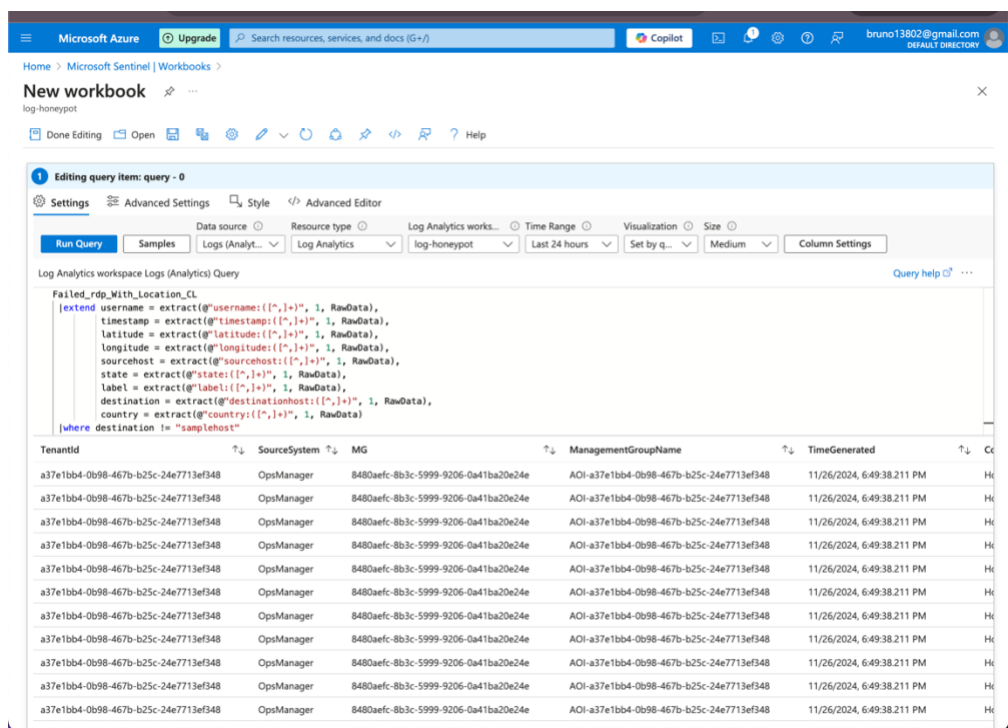 Microsoft Azure Upgrade Search resources, services, and docs (G+/) Copilot 1 bruno13802@gmail.com
DEFAULT DIRECTORY
Home > Microsoft Sentinel | Workbooks >
New workbook ...
log-honeypot
Done Editing Open ? Help
1 Editing query item: query - 0
Settings Advanced Settings Style </> Advanced Editor
Data source Resource type Log Analytics works... Time Range Visualization Size
Run Query Samples Logs (Analyt... Log Analytics log-honeypot Last 24 hours Set by q... Medium Column Settings
Log Analytics workspace Logs (Analytics) Query Query help ...
Failed_rdp_With_Location_CL
|extend username = extract(@"username:([^,]+)", 1, RawData),
timestamp = extract(@"timestamp:([^,]+)", 1, RawData),
latitude = extract(@"latitude:([^,]+)", 1, RawData),
longitude = extract(@"longitude:([^,]+)", 1, RawData),
sourcehost = extract(@"sourcehost:([^,]+)", 1, RawData),
state = extract(@"state:([^,]+)", 1, RawData),
label = extract(@"label:([^,]+)", 1, RawData),
destination = extract(@"destinationhost:([^,]+)", 1, RawData),
country = extract(@"country:([^,]+)", 1, RawData)
|where destination != "samplehost"
TenantId SourceSystem MG ManagementGroupName TimeGenerated Co
a37e1bb4-0b98-467b-b25c-24e7713ef348 OpsManager 8480aefc-8b3c-5999-9206-0a41ba20e24e AOI-a37e1bb4-0b98-467b-b25c-24e7713ef348 11/26/2024, 6:49:38.211 PM Ho
a37e1bb4-0b98-467b-b25c-24e7713ef348 OpsManager 8480aefc-8b3c-5999-9206-0a41ba20e24e AOI-a37e1bb4-0b98-467b-b25c-24e7713ef348 11/26/2024, 6:49:38.211 PM Ho
a37e1bb4-0b98-467b-b25c-24e7713ef348 OpsManager 8480aefc-8b3c-5999-9206-0a41ba20e24e AOI-a37e1bb4-0b98-467b-b25c-24e7713ef348 11/26/2024, 6:49:38.211 PM Ho
a37e1bb4-0b98-467b-b25c-24e7713ef348 OpsManager 8480aefc-8b3c-5999-9206-0a41ba20e24e AOI-a37e1bb4-0b98-467b-b25c-24e7713ef348 11/26/2024, 6:49:38.211 PM Ho
a37e1bb4-0b98-467b-b25c-24e7713ef348 OpsManager 8480aefc-8b3c-5999-9206-0a41ba20e24e AOI-a37e1bb4-0b98-467b-b25c-24e7713ef348 11/26/2024, 6:49:38.211 PM Ho
a37e1bb4-0b98-467b-b25c-24e7713ef348 OpsManager 8480aefc-8b3c-5999-9206-0a41ba20e24e AOI-a37e1bb4-0b98-467b-b25c-24e7713ef348 11/26/2024, 6:49:38.211 PM Ho
a37e1bb4-0b98-467b-b25c-24e7713ef348 OpsManager 8480aefc-8b3c-5999-9206-0a41ba20e24e AOI-a37e1bb4-0b98-467b-b25c-24e7713ef348 11/26/2024, 6:49:38.211 PM Ho
a37e1bb4-0b98-467b-b25c-24e7713ef348 OpsManager 8480aefc-8b3c-5999-9206-0a41ba20e24e AOI-a37e1bb4-0b98-467b-b25c-24e7713ef348 11/26/2024, 6:49:38.211 PM Ho
a37e1bb4-0b98-467b-b25c-24e7713ef348 OpsManager 8480aefc-8b3c-5999-9206-0a41ba20e24e AOI-a37e1bb4-0b98-467b-b25c-24e7713ef348 11/26/2024, 6:49:38.211 PM Ho
a37e1bb4-0b98-467b-b25c-24e7713ef348 OpsManager 8480aefc-8b3c-5999-9206-0a41ba20e24e AOI-a37e1bb4-0b98-467b-b25c-24e7713ef348 11/26/2024, 6:49:38.211 PM Ho
a37e1bb4-0b98-467b-b25c-24e7713ef348 OpsManager 8480aefc-8b3c-5999-9206-0a41ba20e24e AOI-a37e1bb4-0b98-467b-b25c-24e7713ef348 11/26/2024, 6:49:38.211 PM Ho